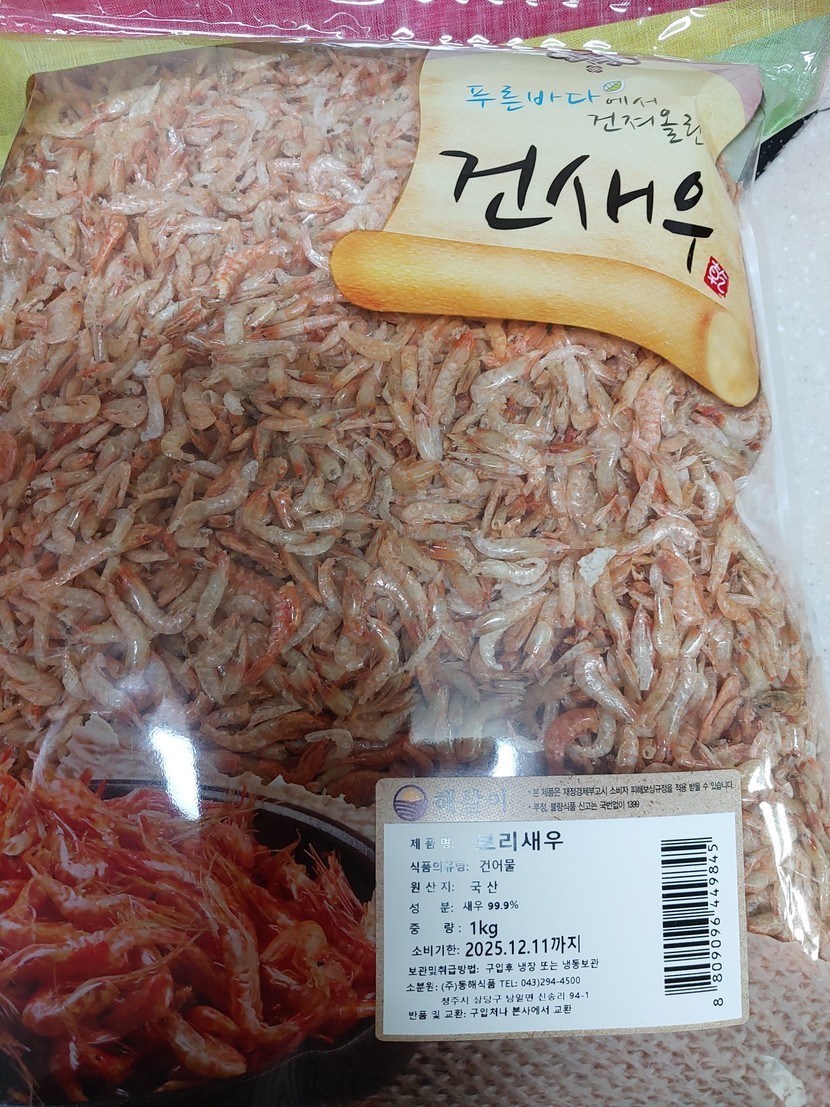 푸른바다에서
건져올린
건새우
해맑이
*본 제품은 재정경제부고시 소비자 피해보상규정을 적용 받을 수 있습니다.
*부정, 불량식품 신고는 국번없이 1399
제품명: 보리새우
식품의유형: 건어물
원산지: 국산
성 분: 새우 99.9%
중 량: 1kg
소비기한: 2025.12.11까지
보관및취급방법: 구입후 냉장 또는 냉동보관
소분원: (주)동해식품 TEL: 043)294-4500
청주시 상당구 남일면 신송리 94-1
반품 및 교환: 구입처나 본사에서 교환
8 809096 449845